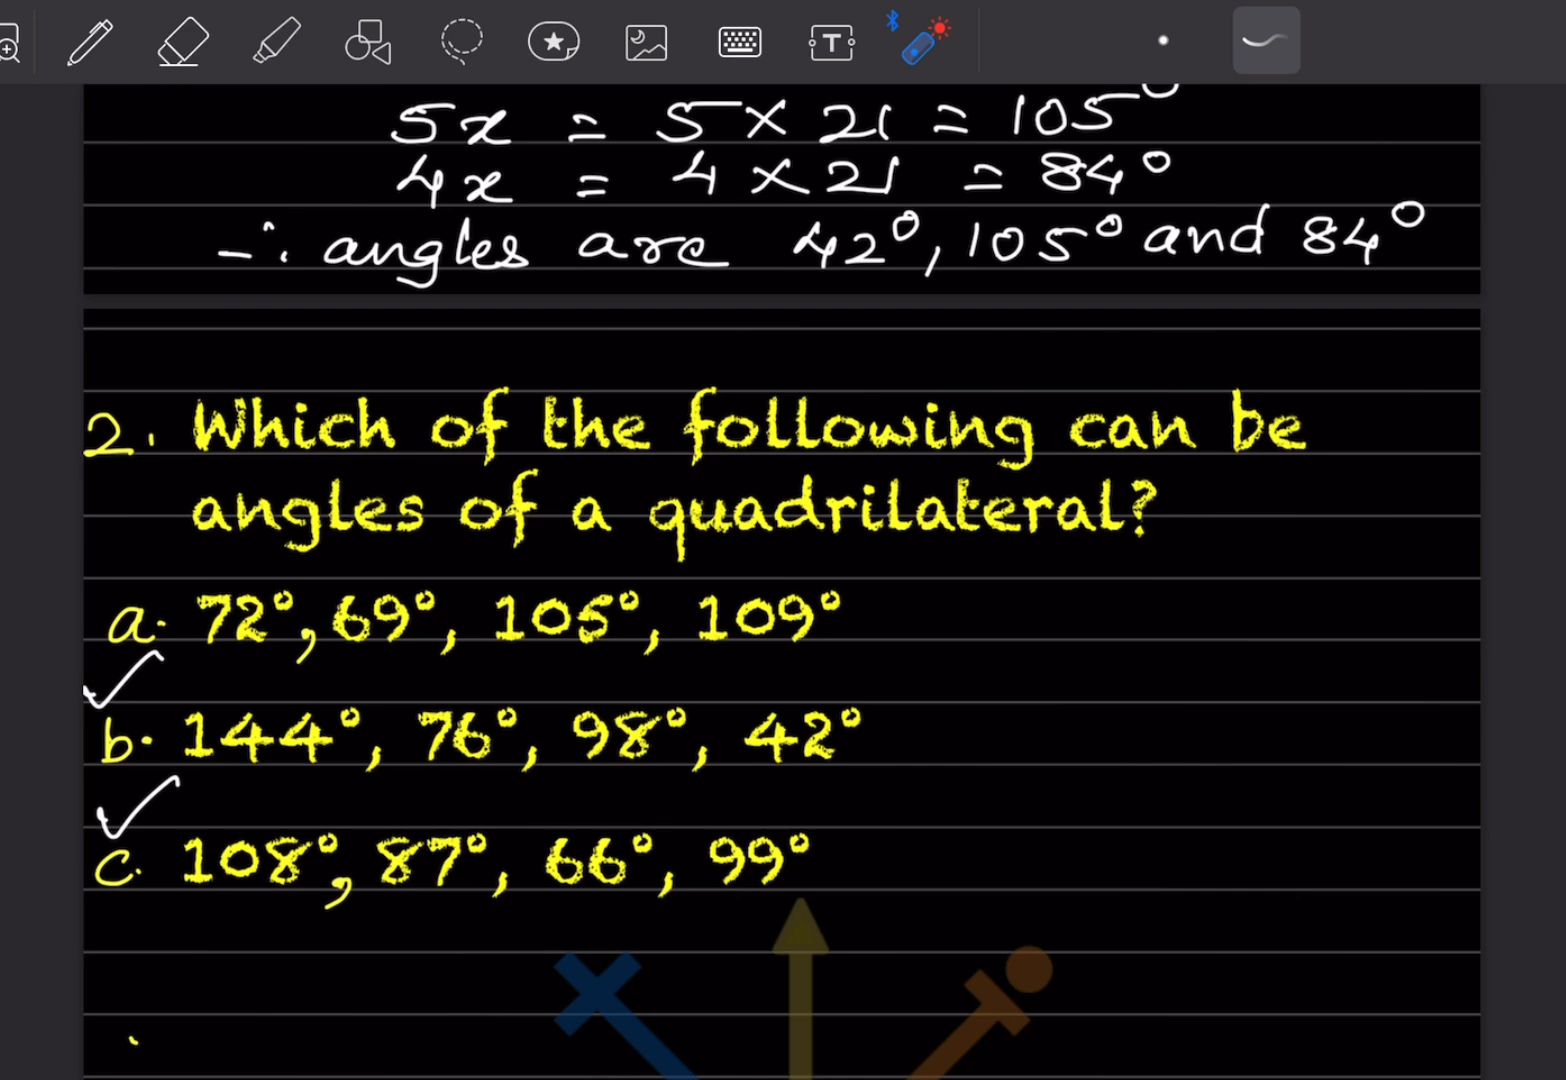 5x = 5 × 21 = 105°
4x = 4 × 21 = 84°
∴ angles are 42°, 105° and 84°
2. Which of the following can be
angles of a quadrilateral?
a. 72°, 69°, 105°, 109°
b. 144°, 76°, 98°, 42°
c. 108°, 87°, 66°, 99°